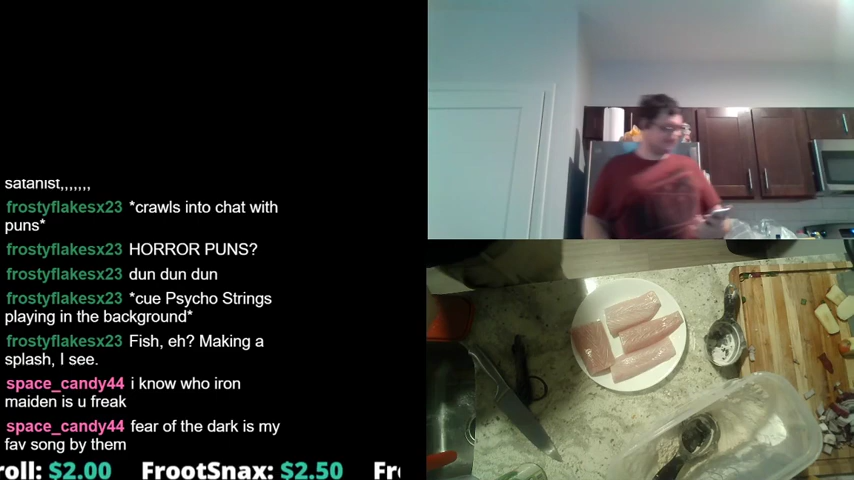 satanist,,,,,,,
frostyflakesx23 *crawls into chat with
puns*
frostyflakesx23 HORROR PUNS?
frostyflakesx23 dun dun dun
frostyflakesx23 *cue Psycho Strings
playing in the background*
frostyflakesx23 Fish, eh? Making a
splash, I see.
space_candy44 i know who iron
maiden is u freak
space_candy44 fear of the dark is my
fav song by them
roll: $2.00 FrootSnax: $2.50 Fr